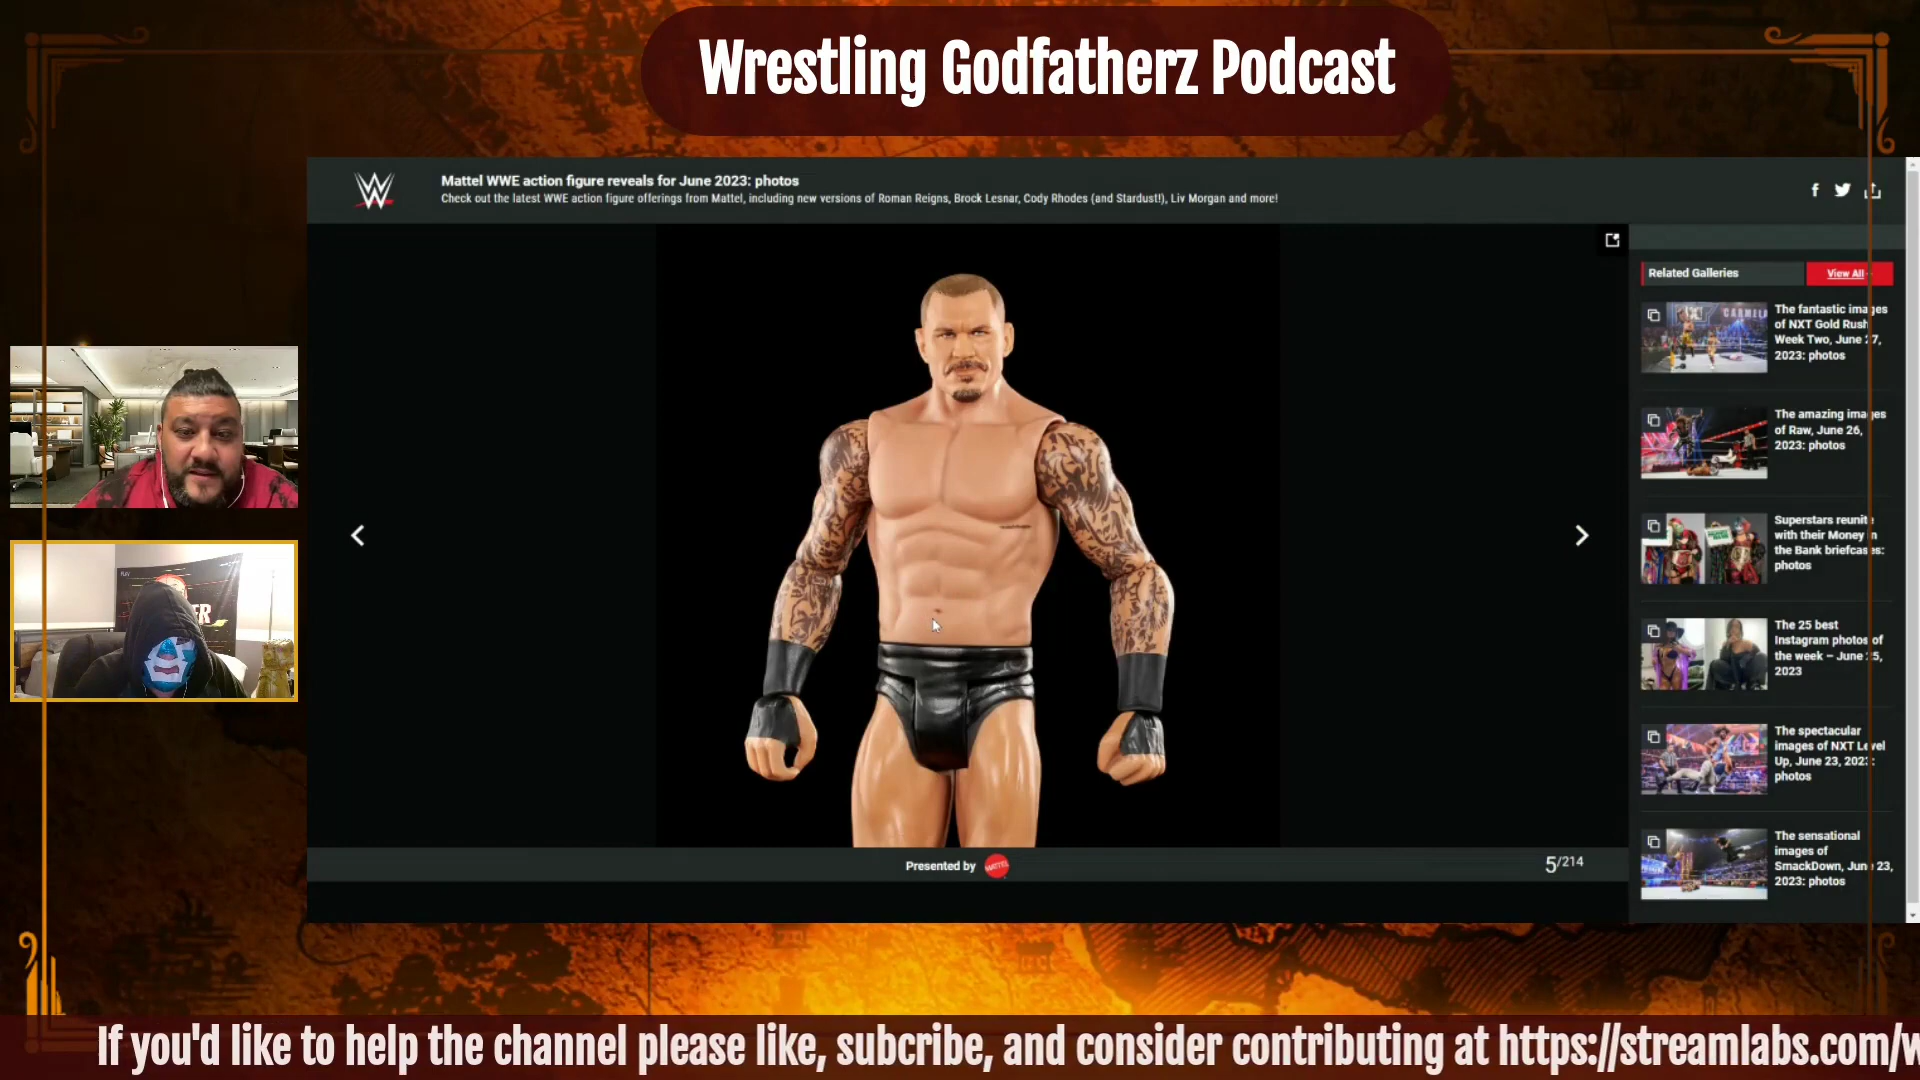 Wrestling Godfatherz Podcast
Mattel WWE action figure reveals for June 2023: photos
Check out the latest WWE action figure offerings from Mattel, including new versions of Roman Reigns, Brock Lesnar, Cody Rhodes (and Stardust!), Liv Morgan and more!
Related Galleries
View All
The fantastic images
of NXT Gold Rush
Week Two, June 27,
2023: photos
The amazing images
of Raw, June 26,
2023: photos
Superstars reunite
with their Money in
the Bank briefcases:
photos
The 25 best
Instagram photos of
the week – June 25,
2023
The spectacular
images of NXT Level
Up, June 23, 2023:
photos
The sensational
images of
SmackDown, June 23,
2023: photos
Presented by
MATTEL
5/214
If you'd like to help the channel please like, subcribe, and consider contributing at https://streamlabs.com/w